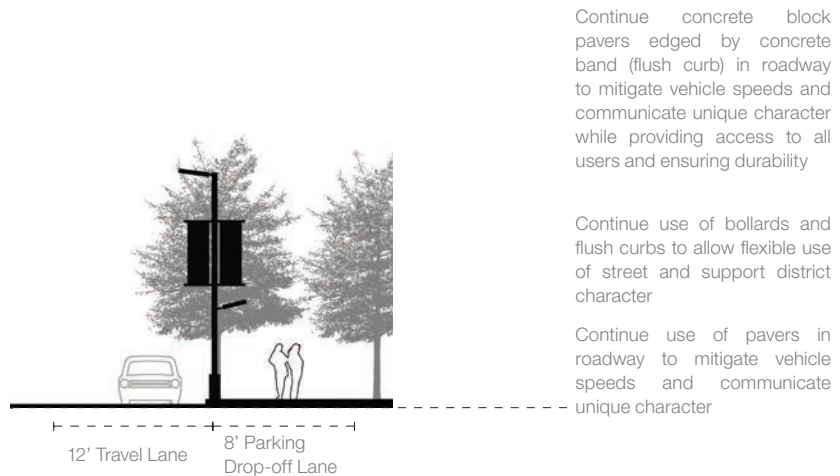 Continue concrete block
pavers edged by concrete
band (flush curb) in roadway
to mitigate vehicle speeds and
communicate unique character
while providing access to all
users and ensuring durability
Continue use of bollards and
flush curbs to allow flexible use
of street and support district
character
Continue use of pavers in
roadway to mitigate vehicle
speeds and communicate
unique character
12’ Travel Lane
8’ Parking
Drop-off Lane